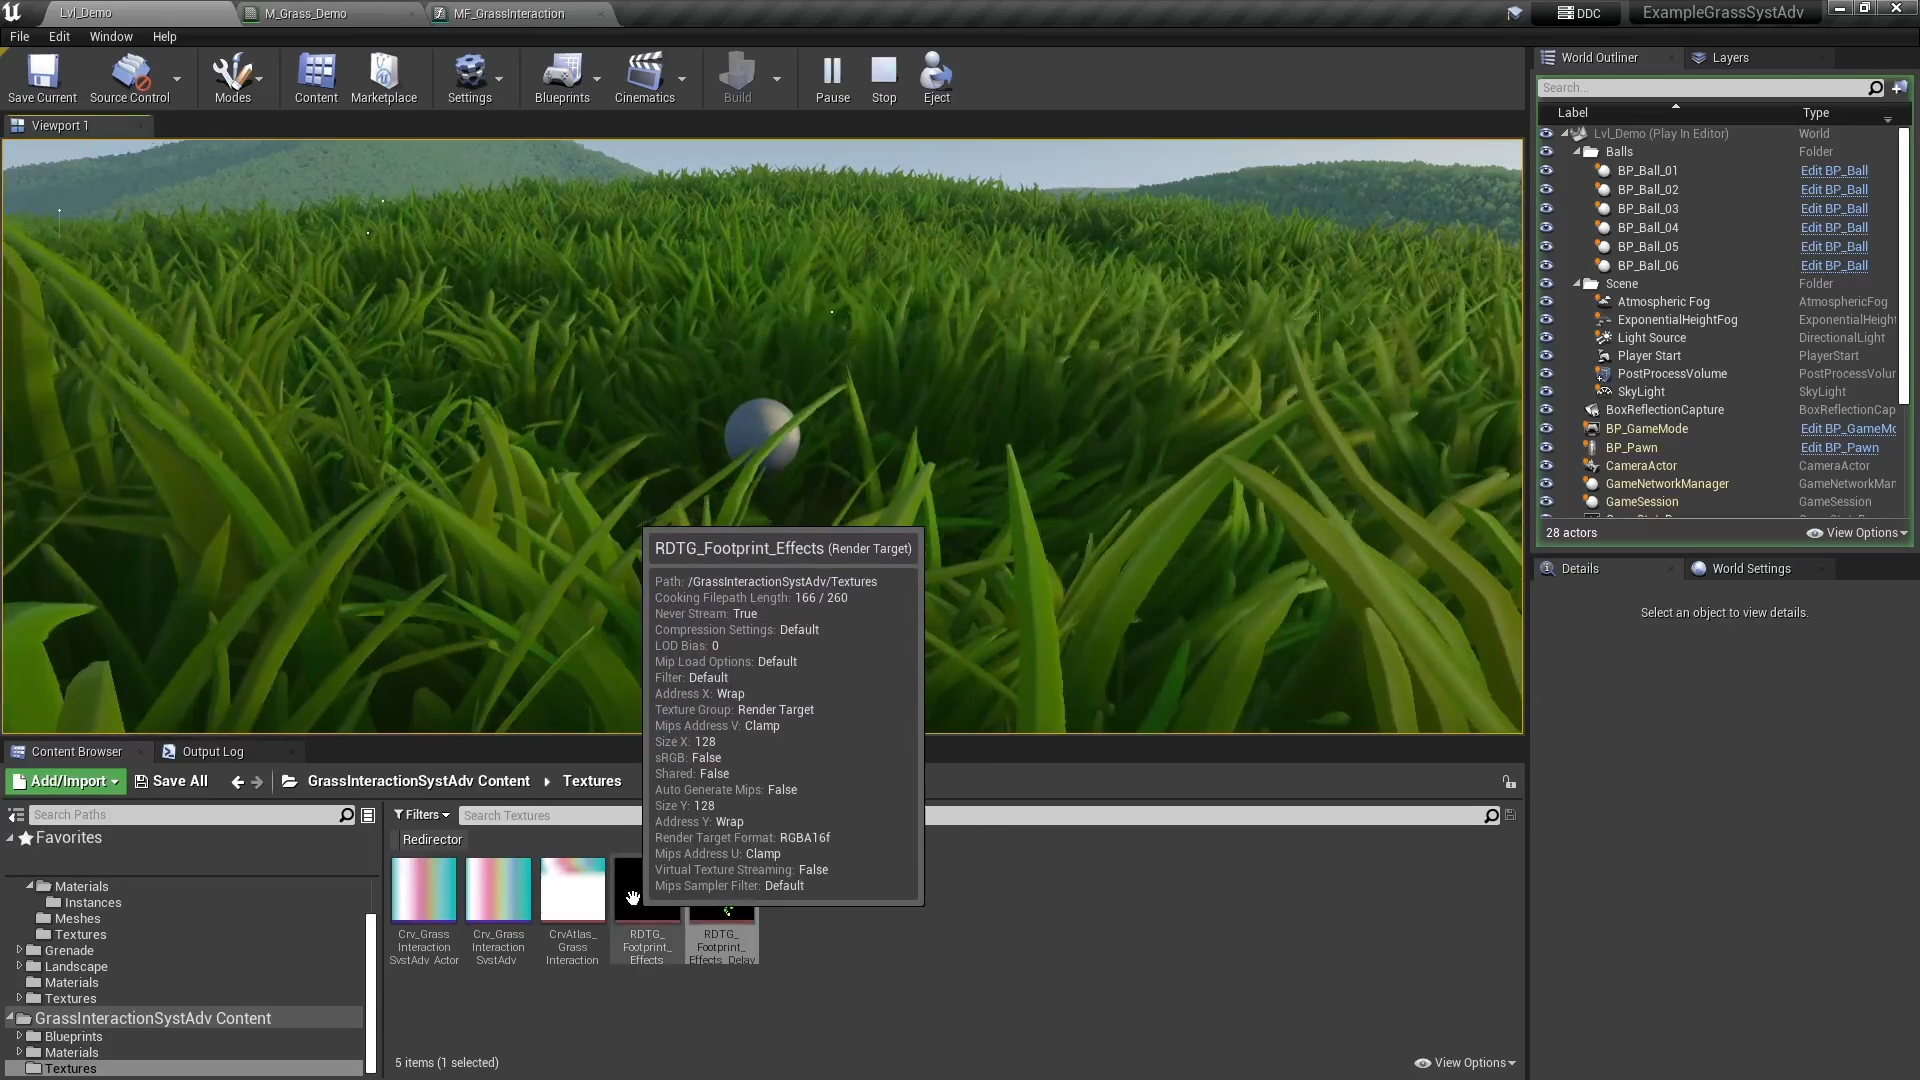 Lvl_Demo
M_Grass_Demo
MF_GrassInteraction
DDC
ExampleGrassSystAdv
File Edit Window Help
Save Current
Source Control
Modes
Content
Marketplace
Settings
Blueprints
Cinematics
Build
Pause
Stop
Eject
World Outliner
Layers
Search...
Label
Type
Lvl_Demo (Play In Editor) World
Balls Folder
BP_Ball_01 Edit BP_Ball
BP_Ball_02 Edit BP_Ball
BP_Ball_03 Edit BP_Ball
BP_Ball_04 Edit BP_Ball
BP_Ball_05 Edit BP_Ball
BP_Ball_06 Edit BP_Ball
Scene Folder
Atmospheric Fog AtmosphericFog
ExponentialHeightFog ExponentialHeight
Light Source DirectionalLight
Player Start PlayerStart
PostProcessVolume PostProcessVolur
SkyLight SkyLight
BoxReflectionCapture BoxReflectionCap
BP_GameMode Edit BP_GameMo
BP_Pawn Edit BP_Pawn
CameraActor CameraActor
GameNetworkManager GameNetworkMan
GameSession GameSession
28 actors
View Options
Details
World Settings
Select an object to view details.
Viewport 1
RDTG_Footprint_Effects (Render Target)
Path: /GrassInteractionSystAdv/Textures
Cooking Filepath Length: 166 / 260
Never Stream: True
Compression Settings: Default
LOD Bias: 0
Mip Load Options: Default
Filter: Default
Address X: Wrap
Texture Group: Render Target
Mips Address V: Clamp
Size X: 128
sRGB: False
Shared: False
Auto Generate Mips: False
Size Y: 128
Address Y: Wrap
Render Target Format: RGBA16f
Mips Address U: Clamp
Virtual Texture Streaming: False
Mips Sampler Filter: Default
Content Browser
Output Log
Add/Import
Save All
GrassInteractionSystAdv Content
Textures
Search Paths
Filters
Search Textures
Favorites
Redirector
Materials
Instances
Meshes
Textures
Grenade
Landscape
Materials
Textures
GrassInteractionSystAdv Content
Blueprints
Materials
Textures
Crv_Grass
Interaction
SystAdv_Actor
Crv_Grass
Interaction
SystAdv
CrvAtlas_
Grass
Interaction
RDTG_
Footprint_
Effects
RDTG_
Footprint_
Effects_Delay
5 items (1 selected)
View Options